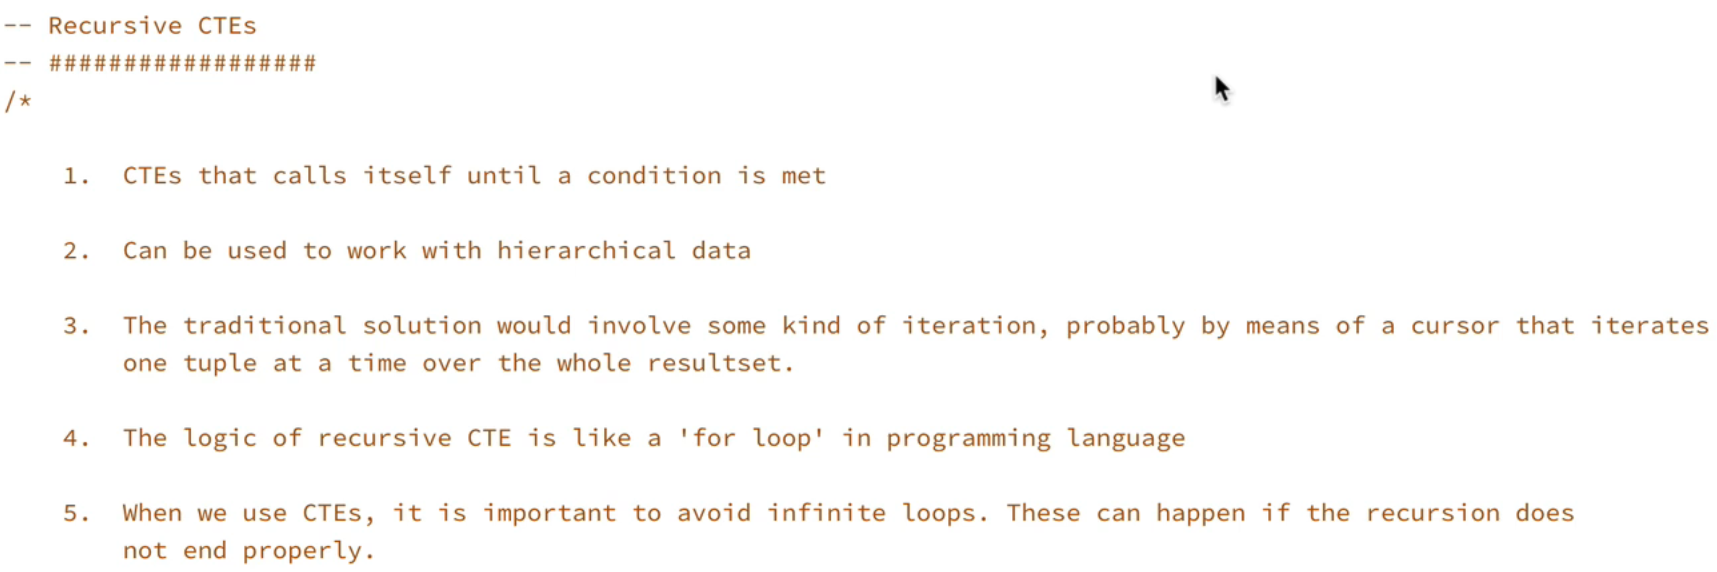 -- Recursive CTEs
-- ##################
/*
1. CTEs that calls itself until a condition is met
2. Can be used to work with hierarchical data
3. The traditional solution would involve some kind of iteration, probably by means of a cursor that iterates
one tuple at a time over the whole resultset.
4. The logic of recursive CTE is like a 'for loop' in programming language
5. When we use CTEs, it is important to avoid infinite loops. These can happen if the recursion does
not end properly.